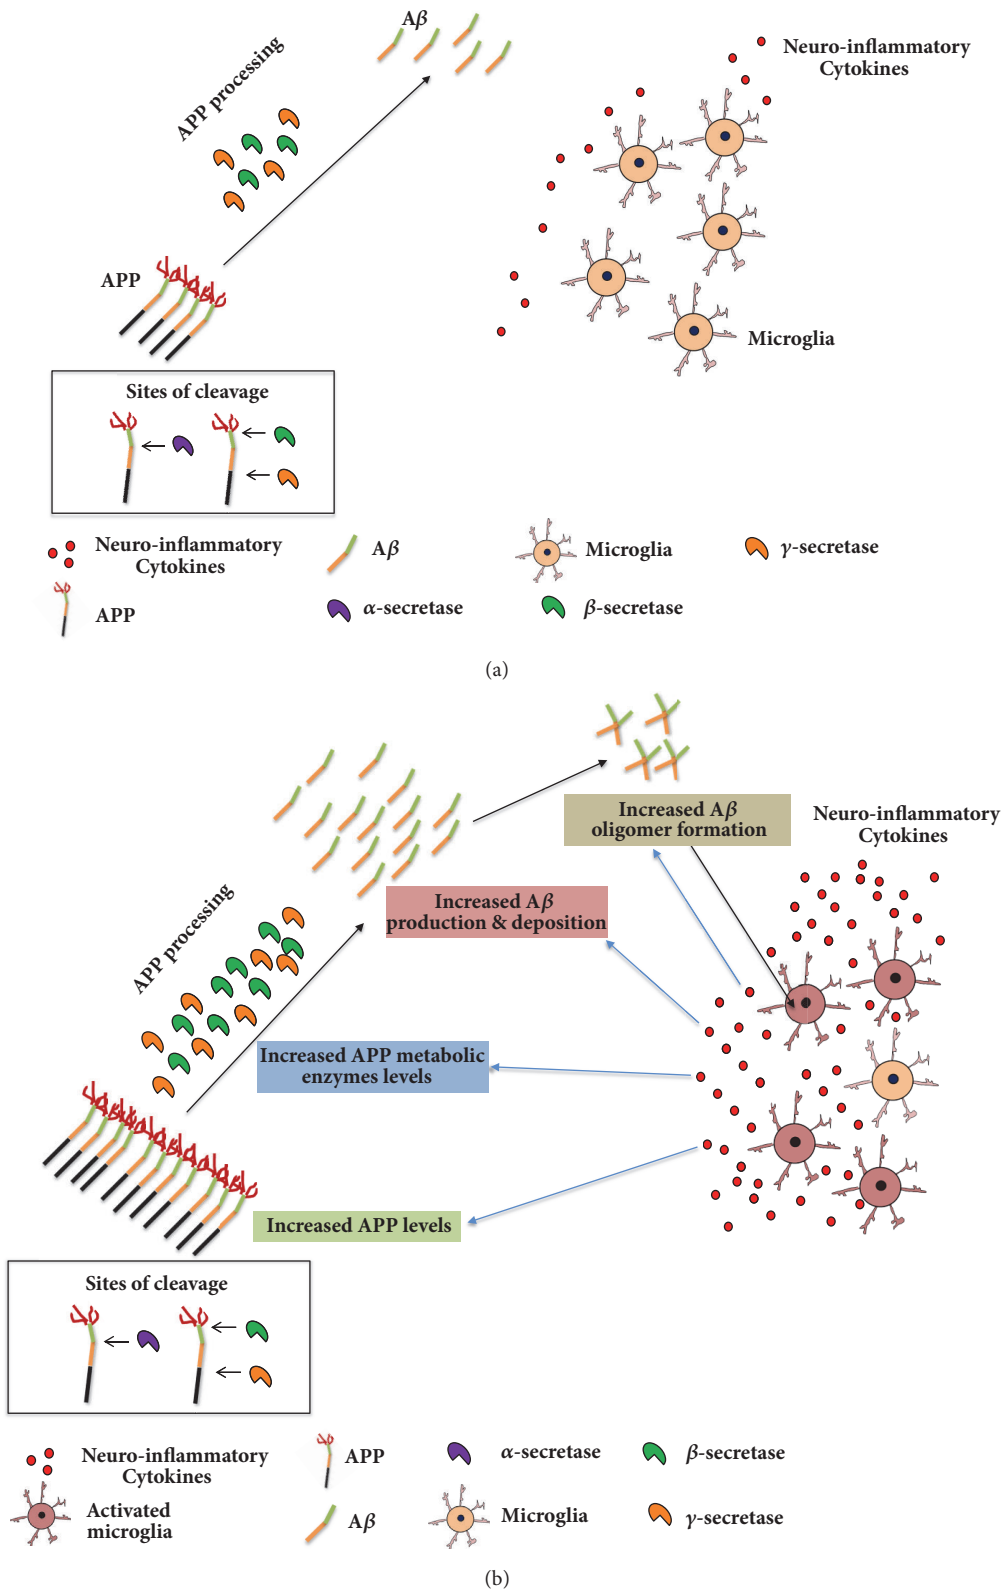 Aβ
Neuro-inflammatory
Cytokines
APP processing
APP
Microglia
Sites of cleavage
Neuro-inflammatory
Cytokines
Aβ
Microglia
γ-secretase
APP
α-secretase
β-secretase
(a)
Increased Aβ
oligomer formation
Neuro-inflammatory
Cytokines
Increased Aβ
production & deposition
APP processing
Increased APP metabolic
enzymes levels
Increased APP levels
Sites of cleavage
Neuro-inflammatory
Cytokines
APP
α-secretase
β-secretase
Activated
microglia
Aβ
Microglia
γ-secretase
(b)